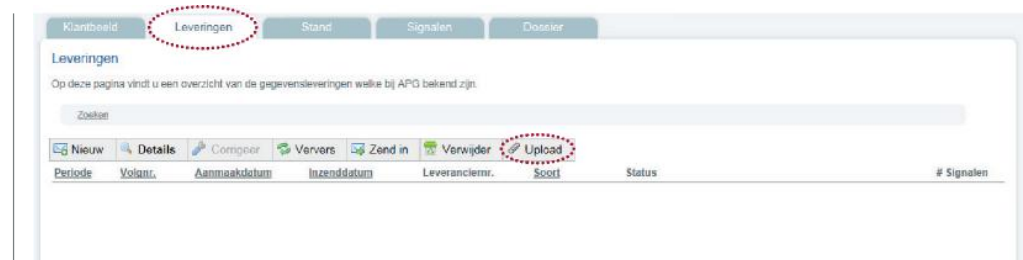 Klantbeeld Leveringen Stand Signalen Dossier
Leveringen
Op deze pagina vindt u een overzicht van de gegevensleveringen welke bij APG bekend zijn.
Zoeken
Nieuw Details Corrigeer Ververs Zend in Verwijder Upload
Periode Volgnr. Aanmaakdatum Inzenddatum Leveranciernr. Soort Status # Signalen